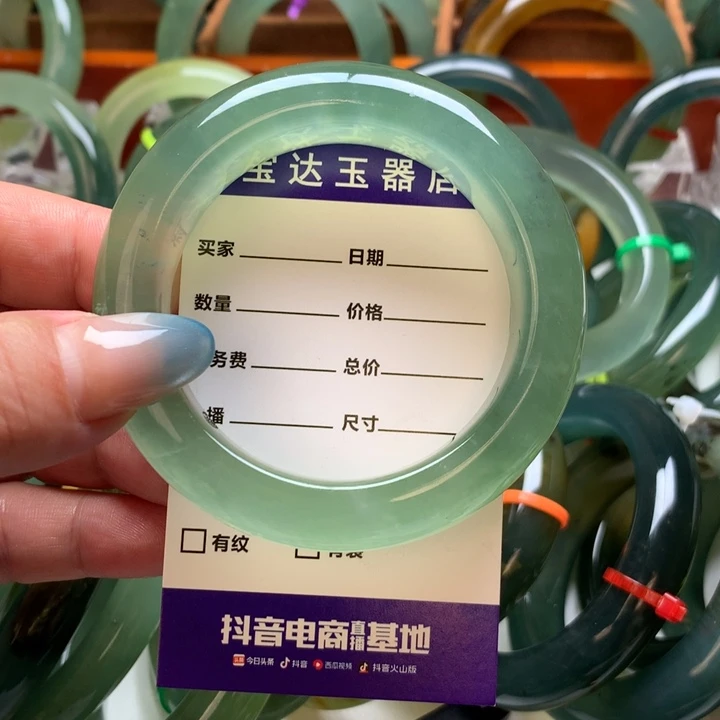 宝达玉器店
买家 日期
数量 价格
务费 总价
播 尺寸
有纹 有裂
抖音电商直播基地
今日头条 抖音 西瓜视频 抖音火山版